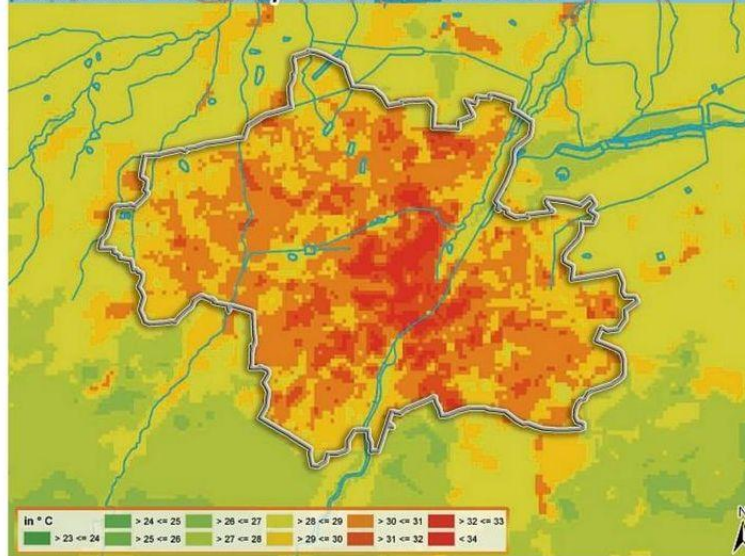 in ° C
> 24 <= 25 > 26 <= 27 > 28 <= 29 > 30 <= 31 > 32 <= 33
> 23 <= 24 > 25 <= 26 > 27 <= 28 > 29 <= 30 > 31 <= 32 < 34
N